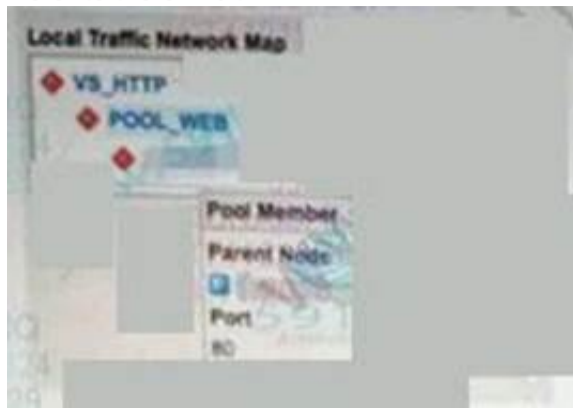 Local Traffic Network Map
VS_HTTP
POOL_WEB
Pool Member
Parent Node
Port
80